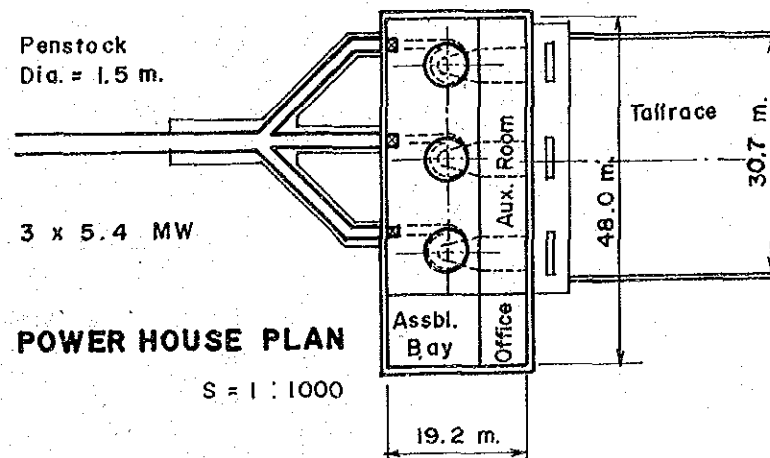 Penstock
Dia. = 1.5 m.
3 x 5.4 MW
POWER HOUSE PLAN
S = 1 : 1000
Assbl.
Bay
Office
Aux. Room
Tailrace
48.0 m.
30.7 m.
19.2 m.